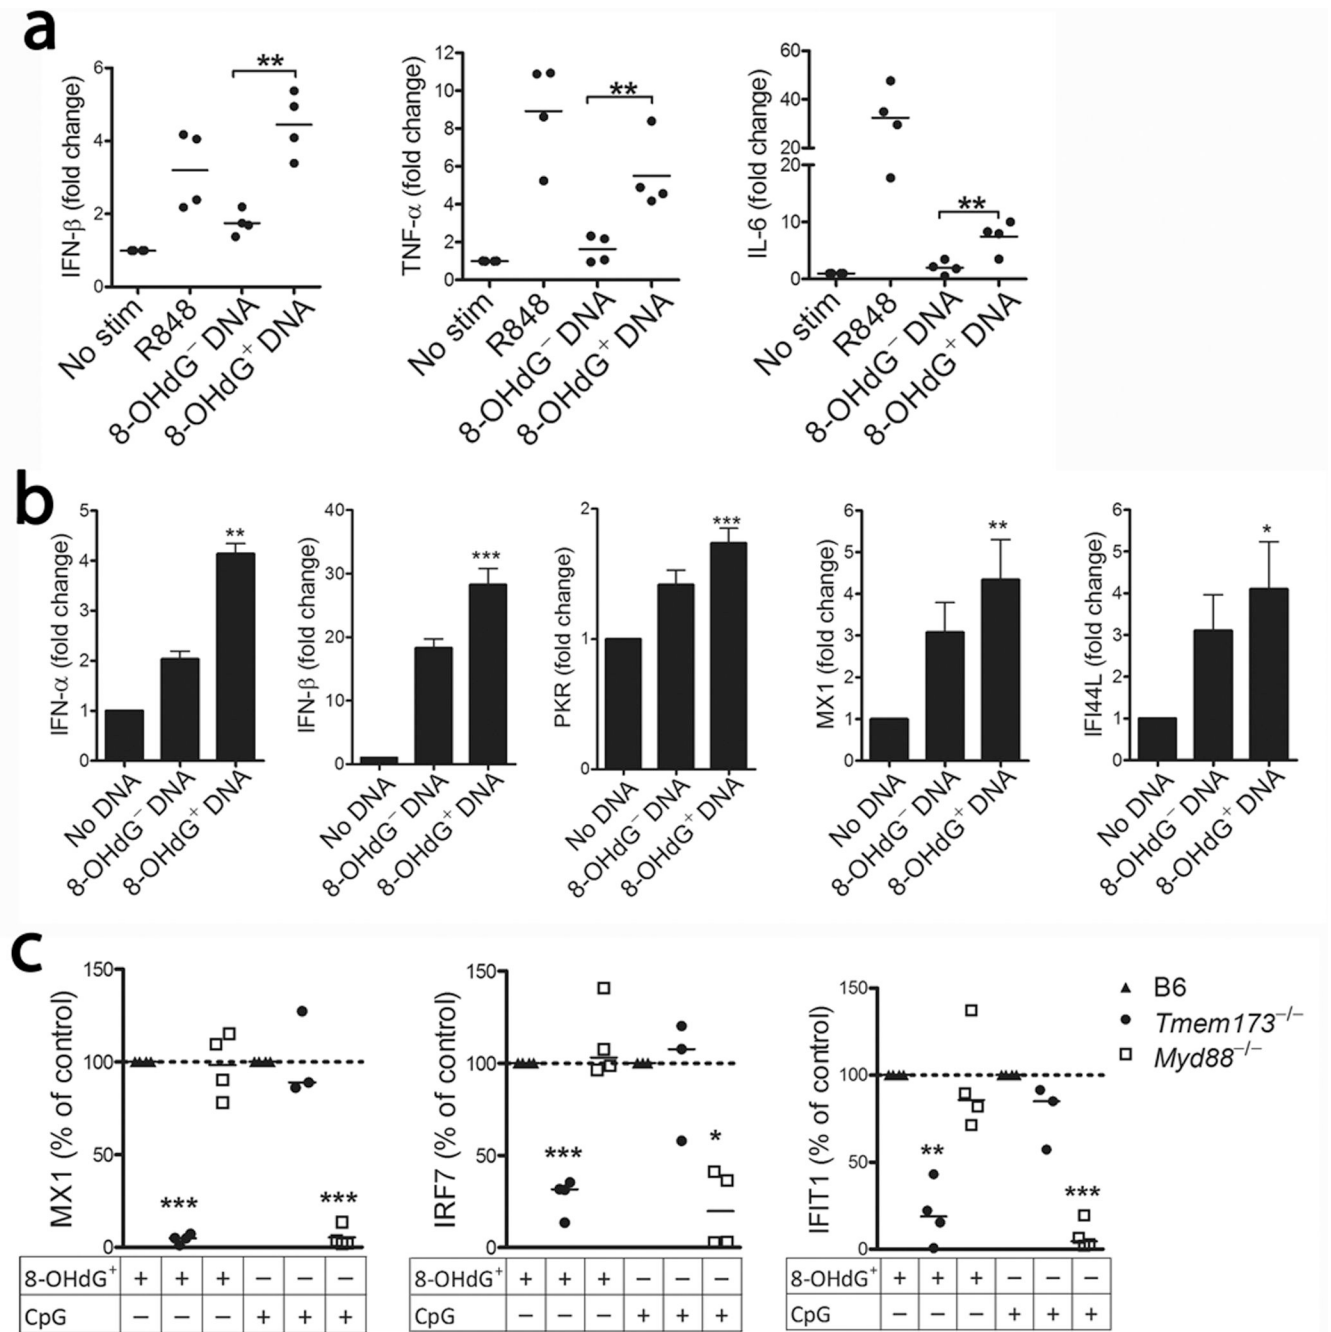 a
IFN-β (fold change)
6
4
2
0
**
No stim
R848
8-OHdG⁻ DNA
8-OHdG⁺ DNA
TNF-α (fold change)
12
10
8
6
4
2
0
**
No stim
R848
8-OHdG⁻ DNA
8-OHdG⁺ DNA
IL-6 (fold change)
60
40
20
20
10
0
**
No stim
R848
8-OHdG⁻ DNA
8-OHdG⁺ DNA
b
IFN-α (fold change)
5
4
3
2
1
0
**
No DNA
8-OHdG⁻ DNA
8-OHdG⁺ DNA
IFN-β (fold change)
40
30
20
10
0
***
No DNA
8-OHdG⁻ DNA
8-OHdG⁺ DNA
PKR (fold change)
2
1
0
***
No DNA
8-OHdG⁻ DNA
8-OHdG⁺ DNA
MX1 (fold change)
6
5
4
3
2
1
0
**
No DNA
8-OHdG⁻ DNA
8-OHdG⁺ DNA
IFI44L (fold change)
6
5
4
3
2
1
0
*
No DNA
8-OHdG⁻ DNA
8-OHdG⁺ DNA
c
MX1 (% of control)
150
100
50
0
***
***
8-OHdG⁺ + + + – – –
CpG – – – + + +
IRF7 (% of control)
150
100
50
0
***
*
8-OHdG⁺ + + + – – –
CpG – – – + + +
IFIT1 (% of control)
150
100
50
0
**
***
8-OHdG⁺ + + + – – –
CpG – – – + + +
B6
Tmem173⁻/⁻
Myd88⁻/⁻